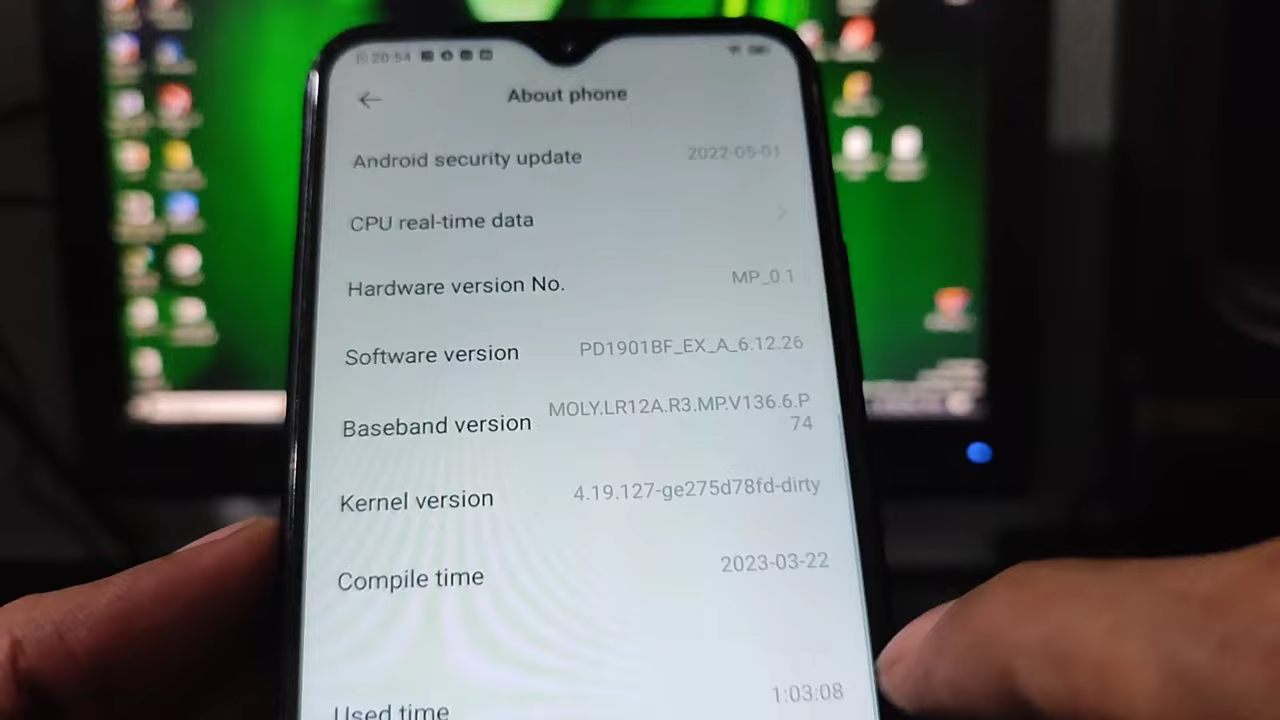 20:54
About phone
Android security update 2022-05-01
CPU real-time data
Hardware version No. MP_0.1
Software version PD1901BF_EX_A_6.12.26
Baseband version MOLY.LR12A.R3.MP.V136.6.P
74
Kernel version 4.19.127-ge275d78fd-dirty
Compile time 2023-03-22
Used time 1:03:08